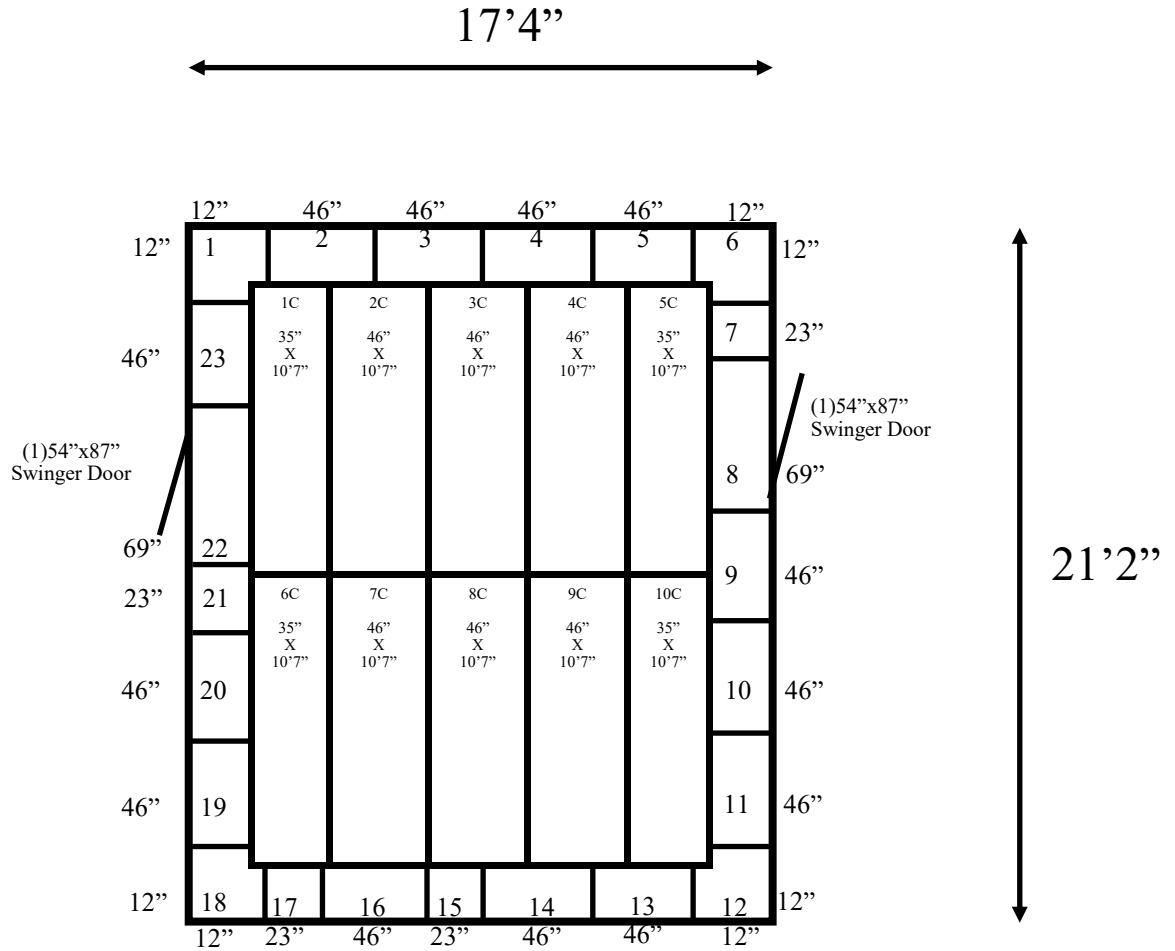 17’4”
12” 46” 46” 46” 46” 12”
12” 1 2 3 4 5 6 12”
1C 2C 3C 4C 5C
35” 46” 46” 46” 35”
X X X X X
10’7” 10’7” 10’7” 10’7” 10’7”
46” 23 7 23”
(1)54”x87”
Swinger Door
(1)54”x87”
Swinger Door
8 69”
69” 22
21’2”
9 46”
23” 21
6C 7C 8C 9C 10C
35” 46” 46” 46” 35”
X X X X X
10’7” 10’7” 10’7” 10’7” 10’7”
46” 20 10 46”
46” 19 11 46”
12” 18 17 16 15 14 13 12 12”
12” 23” 46” 23” 46” 46” 12”